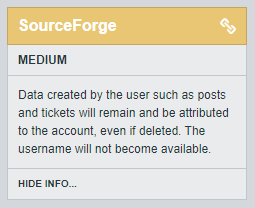 SourceForge
MEDIUM
Data created by the user such as posts
and tickets will remain and be attributed
to the account, even if deleted. The
username will not become available.
HIDE INFO...